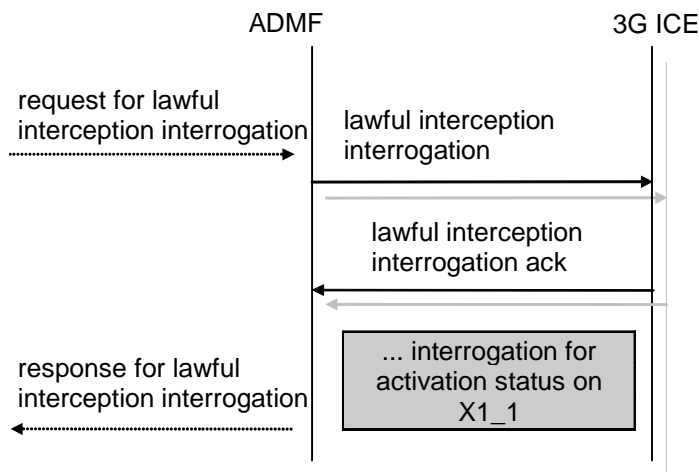 ADMF
3G ICE
request for lawful
interception interrogation
lawful interception
interrogation
lawful interception
interrogation ack
... interrogation for
activation status on
X1_1
response for lawful
interception interrogation